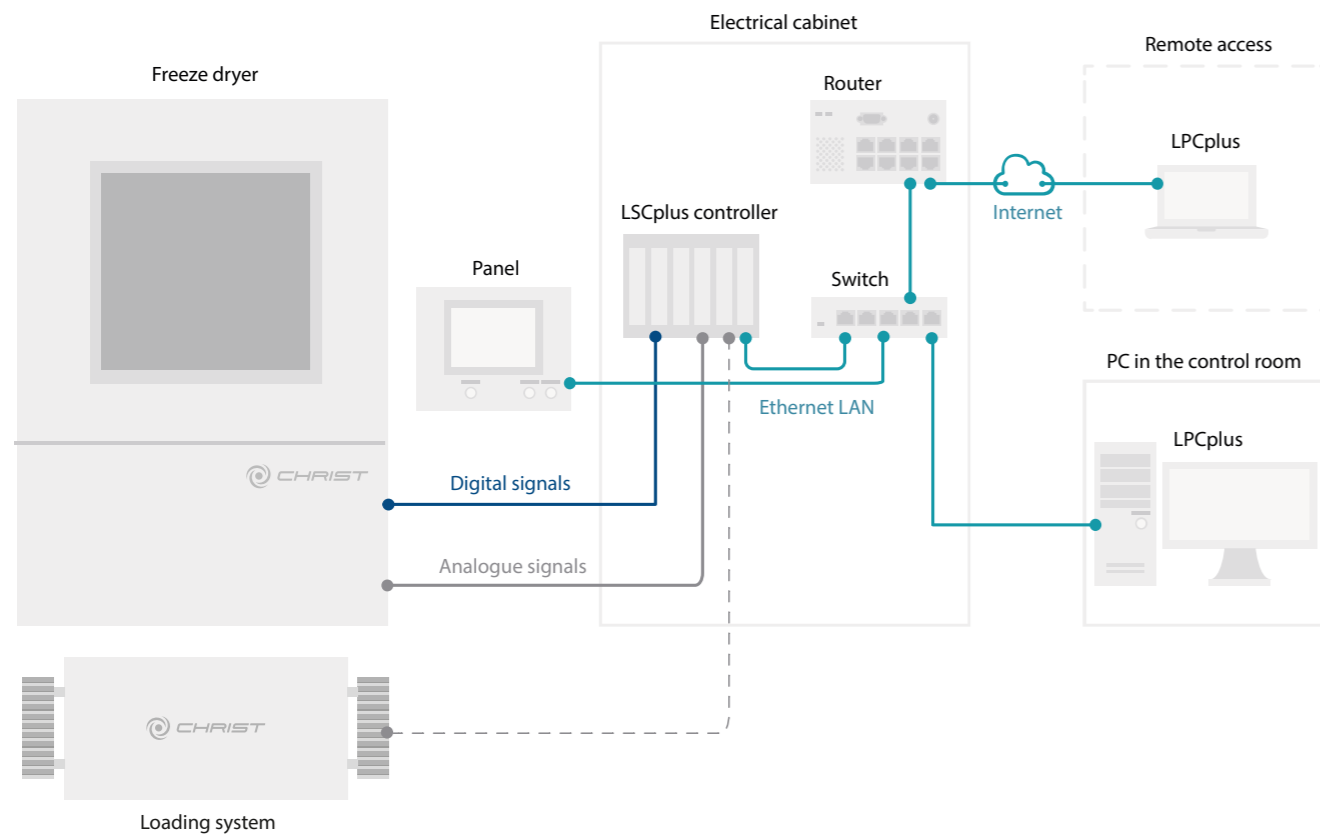 Electrical cabinet
Remote access
Freeze dryer
Router
LPCplus
LSCplus controller
Internet
Panel
Switch
PC in the control room
Ethernet LAN
LPCplus
CHRIST
Digital signals
Analogue signals
CHRIST
Loading system